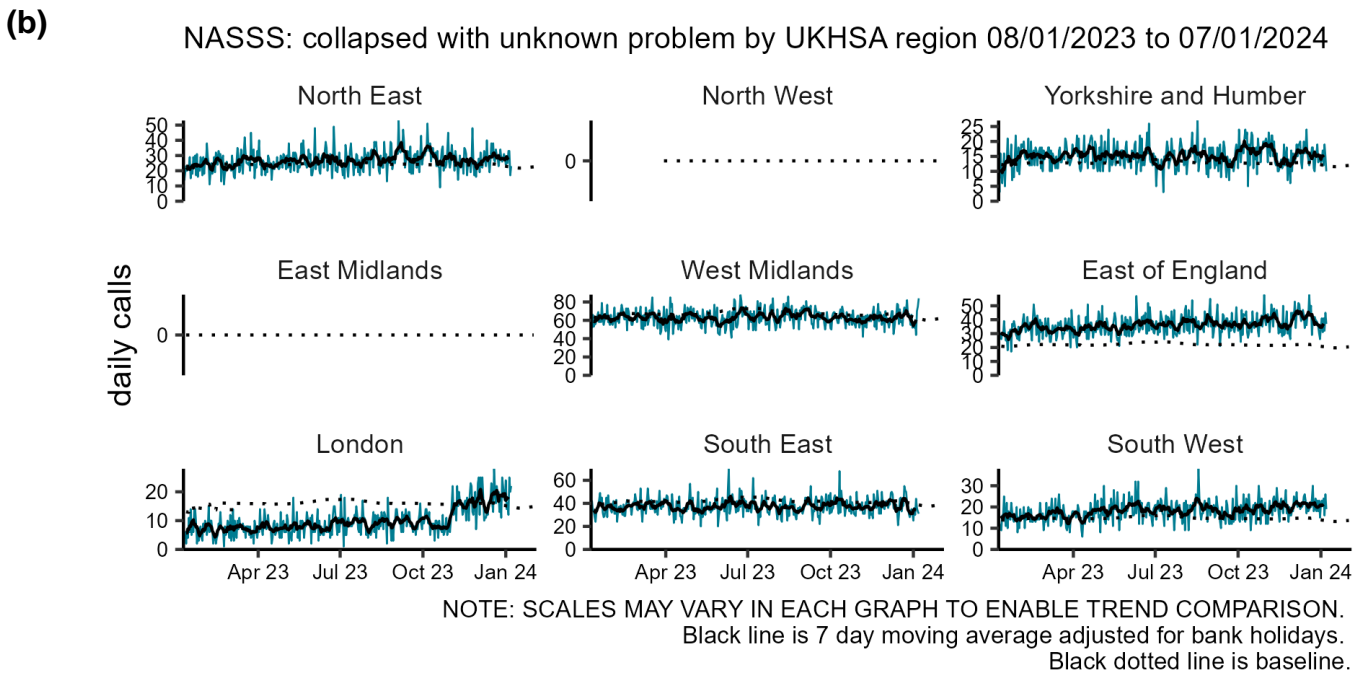 (b)
NASSS: collapsed with unknown problem by UKHSA region 08/01/2023 to 07/01/2024
North East
50
40
30
20
10
0
North West
0
Yorkshire and Humber
25
20
15
10
5
0
daily calls
East Midlands
0
West Midlands
80
60
40
20
0
East of England
50
40
30
20
10
0
London
20
10
0
Apr 23 Jul 23 Oct 23 Jan 24
South East
60
40
20
0
Apr 23 Jul 23 Oct 23 Jan 24
South West
30
20
10
0
Apr 23 Jul 23 Oct 23 Jan 24
NOTE: SCALES MAY VARY IN EACH GRAPH TO ENABLE TREND COMPARISON.
Black line is 7 day moving average adjusted for bank holidays.
Black dotted line is baseline.